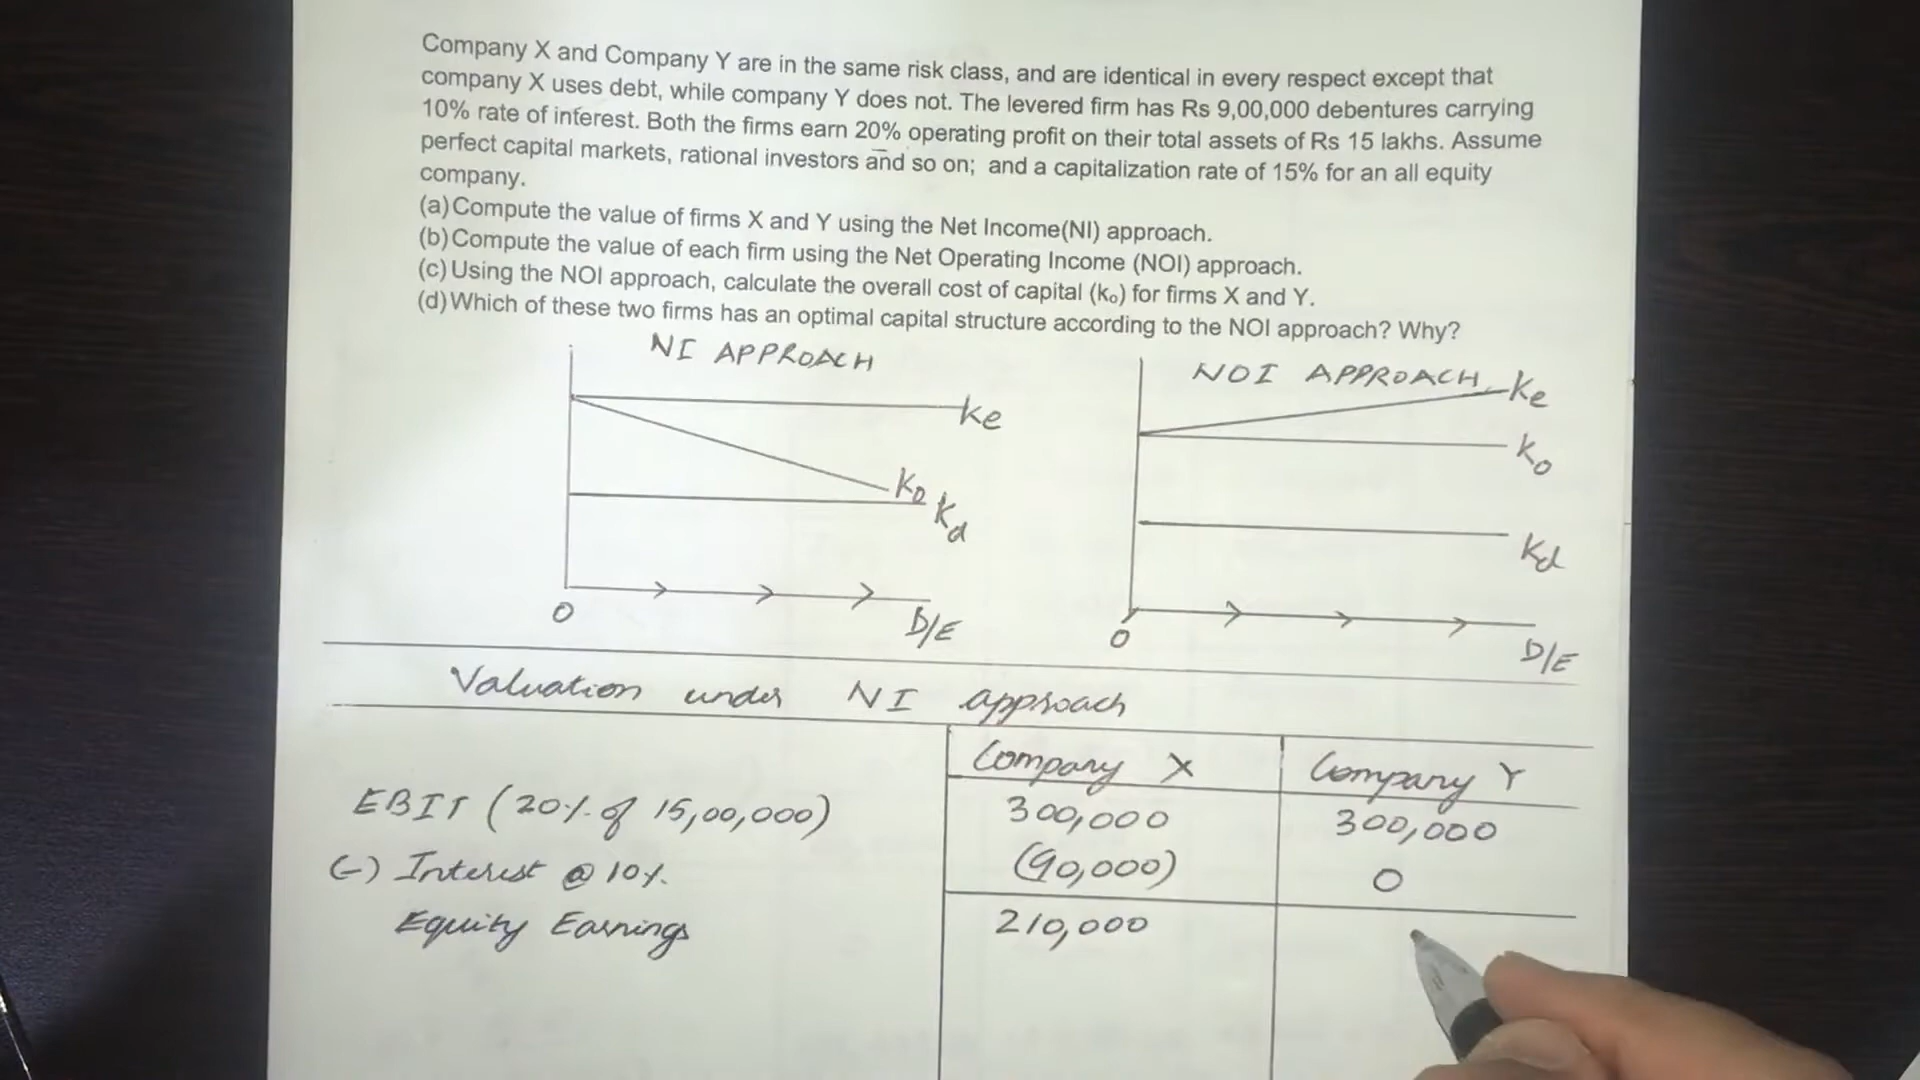 Company X and Company Y are in the same risk class, and are identical in every respect except that
company X uses debt, while company Y does not. The levered firm has Rs 9,00,000 debentures carrying
10% rate of interest. Both the firms earn 20% operating profit on their total assets of Rs 15 lakhs. Assume
perfect capital markets, rational investors and so on; and a capitalization rate of 15% for an all equity
company.
(a) Compute the value of firms X and Y using the Net Income(NI) approach.
(b) Compute the value of each firm using the Net Operating Income (NOI) approach.
(c) Using the NOI approach, calculate the overall cost of capital (kₒ) for firms X and Y.
(d) Which of these two firms has an optimal capital structure according to the NOI approach? Why?
NI APPROACH
ke
ko
kd
0
D/E
NOI APPROACH
ke
ko
kd
0
D/E
Valuation under NI approach
Company X Company Y
EBIT (20% of 15,00,000) 300,000 300,000
(-) Interest @ 10% (90,000) 0
Equity Earnings 210,000